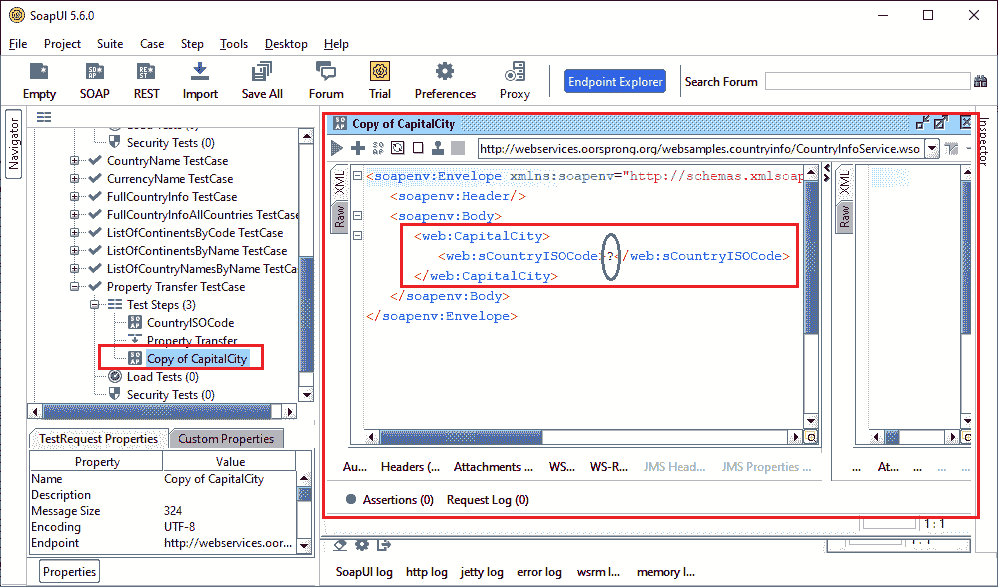 SoapUI 5.6.0
File Project Suite Case Step Tools Desktop Help
Empty SOAP REST Import Save All Forum Trial Preferences Proxy Endpoint Explorer Search Forum
Navigator
Security Tests (0)
CountryName TestCase
CurrencyName TestCase
FullCountryInfo TestCase
FullCountryInfoAllCountries TestCase
ListOfContinentsByCode TestCase
ListOfContinentsByName TestCase
ListOfCountryNamesByName TestCa
Property Transfer TestCase
Test Steps (3)
CountryISOCode
Property Transfer
Copy of CapitalCity
Load Tests (0)
Security Tests (0)
TestRequest Properties Custom Properties
Property Value
Name Copy of CapitalCity
Description
Message Size 324
Encoding UTF-8
Endpoint http://webservices.oor...
Properties
Copy of CapitalCity
http://webservices.oorsprong.org/websamples.countryinfo/CountryInfoService.wso
XML
Raw
<soapenv:Envelope xmlns:soapenv="http://schemas.xmlsoap
<soapenv:Header/>
<soapenv:Body>
<web:CapitalCity>
<web:sCountryISOCode>?</web:sCountryISOCode>
</web:CapitalCity>
</soapenv:Body>
</soapenv:Envelope>
XML
Raw
Inspector
Au... Headers (... Attachments ... WS... WS-R... JMS Head... JMS Properties ... ... At... ... ... ...
Assertions (0) Request Log (0)
1 : 1
SoapUI log http log jetty log error log wsrm l... memory l...